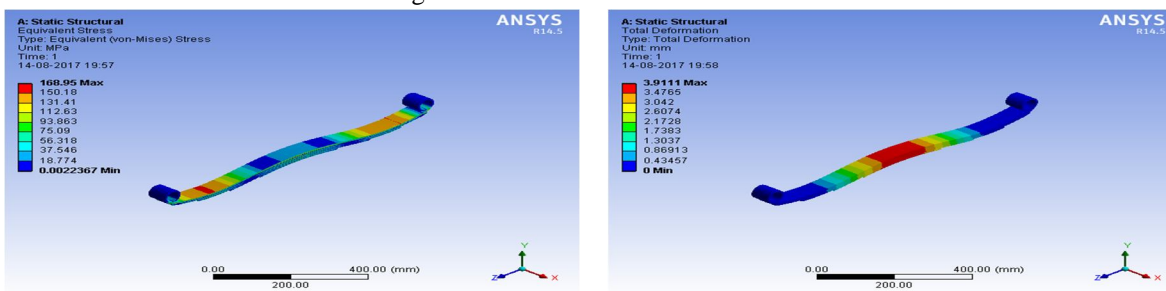 A: Static Structural
Equivalent Stress
Type: Equivalent (von-Mises) Stress
Unit: MPa
Time: 1
14-08-2017 19:57
168.95 Max
150.18
131.41
112.63
93.863
75.09
56.318
37.546
18.774
0.0022367 Min
ANSYS
R14.5
0.00
400.00 (mm)
200.00
Y
Z
X
A: Static Structural
Total Deformation
Type: Total Deformation
Unit: mm
Time: 1
14-08-2017 19:58
3.9111 Max
3.4765
3.042
2.6074
2.1728
1.7383
1.3037
0.86913
0.43457
0 Min
ANSYS
R14.5
0.00
400.00 (mm)
200.00
Y
Z
X